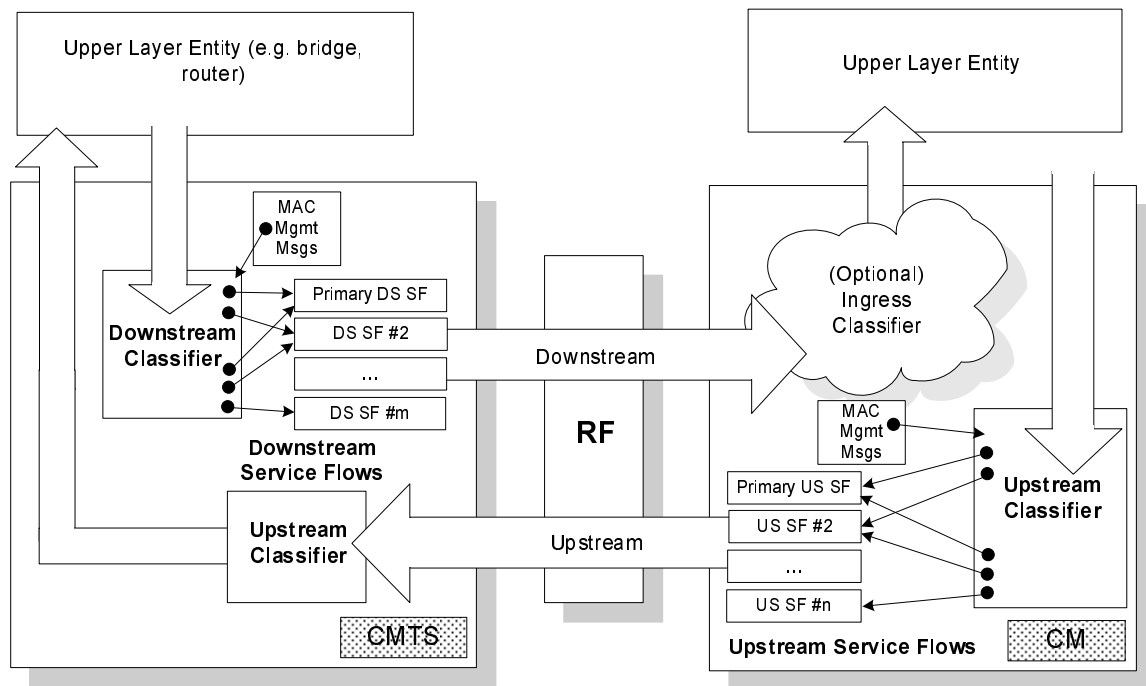 Upper Layer Entity (e.g. bridge,
router)
Upper Layer Entity
MAC
Mgmt
Msgs
Downstream
Classifier
Primary DS SF
DS SF #2
...
DS SF #m
Downstream
Service Flows
Downstream
RF
(Optional)
Ingress
Classifier
MAC
Mgmt
Msgs
Primary US SF
US SF #2
...
US SF #n
Upstream
Classifier
Upstream
Upstream
Classifier
CMTS
Upstream Service Flows
CM